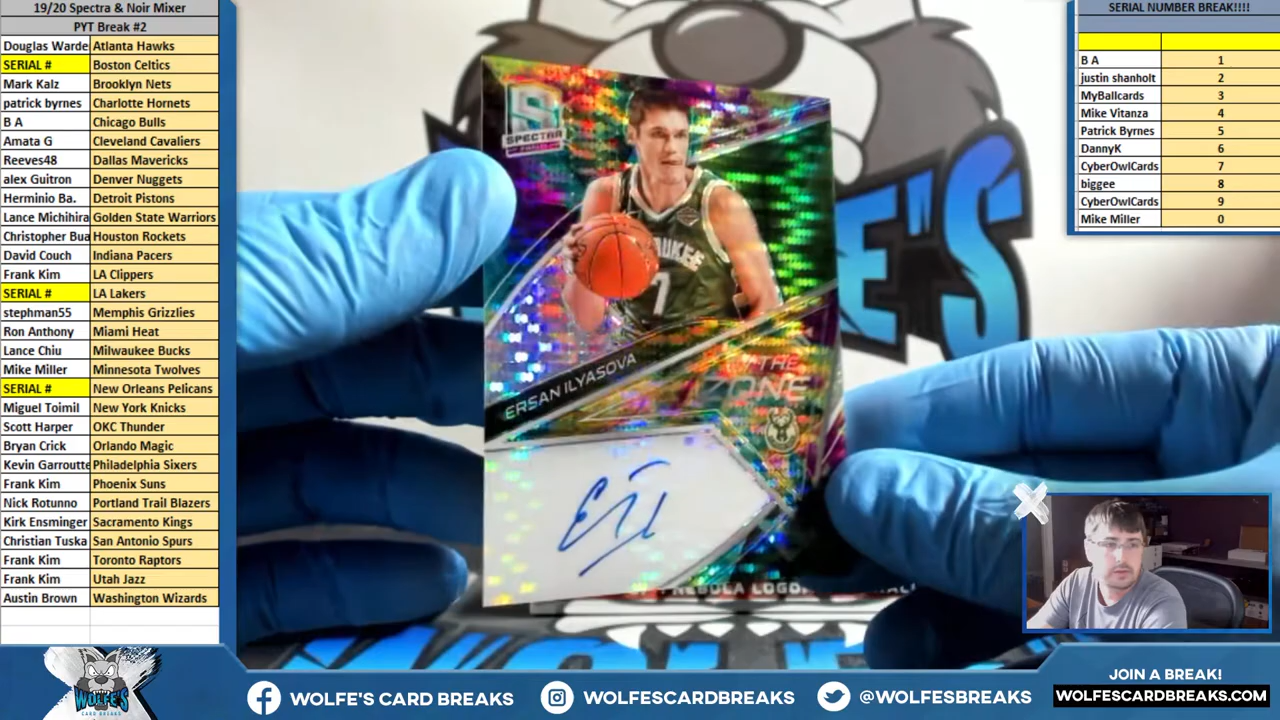 19/20 Spectra & Noir Mixer
PYT Break #2
Douglas Warde Atlanta Hawks
SERIAL # Boston Celtics
Mark Kalz Brooklyn Nets
patrick byrnes Charlotte Hornets
B A Chicago Bulls
Amata G Cleveland Cavaliers
Reeves48 Dallas Mavericks
alex Guitron Denver Nuggets
Herminio Ba. Detroit Pistons
Lance Michihira Golden State Warriors
Christopher Bua Houston Rockets
David Couch Indiana Pacers
Frank Kim LA Clippers
SERIAL # LA Lakers
stephman55 Memphis Grizzlies
Ron Anthony Miami Heat
Lance Chiu Milwaukee Bucks
Mike Miller Minnesota Twolves
SERIAL # New Orleans Pelicans
Miguel Toimil New York Knicks
Scott Harper OKC Thunder
Bryan Crick Orlando Magic
Kevin Garroutte Philadelphia Sixers
Frank Kim Phoenix Suns
Nick Rotunno Portland Trail Blazers
Kirk Ensminger Sacramento Kings
Christian Tuska San Antonio Spurs
Frank Kim Toronto Raptors
Frank Kim Utah Jazz
Austin Brown Washington Wizards
SPECTRA
ERSAN ILYASOVA
THE
ZONE
7
NEBULA
WOLFE'S
CARD BREAKS
SERIAL NUMBER BREAK!!!!
B A 1
justin shanholt 2
MyBallcards 3
Mike Vitanza 4
Patrick Byrnes 5
DannyK 6
CyberOwlCards 7
biggee 8
CyberOwlCards 9
Mike Miller 0
WOLFE'S CARD BREAKS
WOLFESCARDBREAKS
@WOLFESBREAKS
JOIN A BREAK!
WOLFESCARDBREAKS.COM